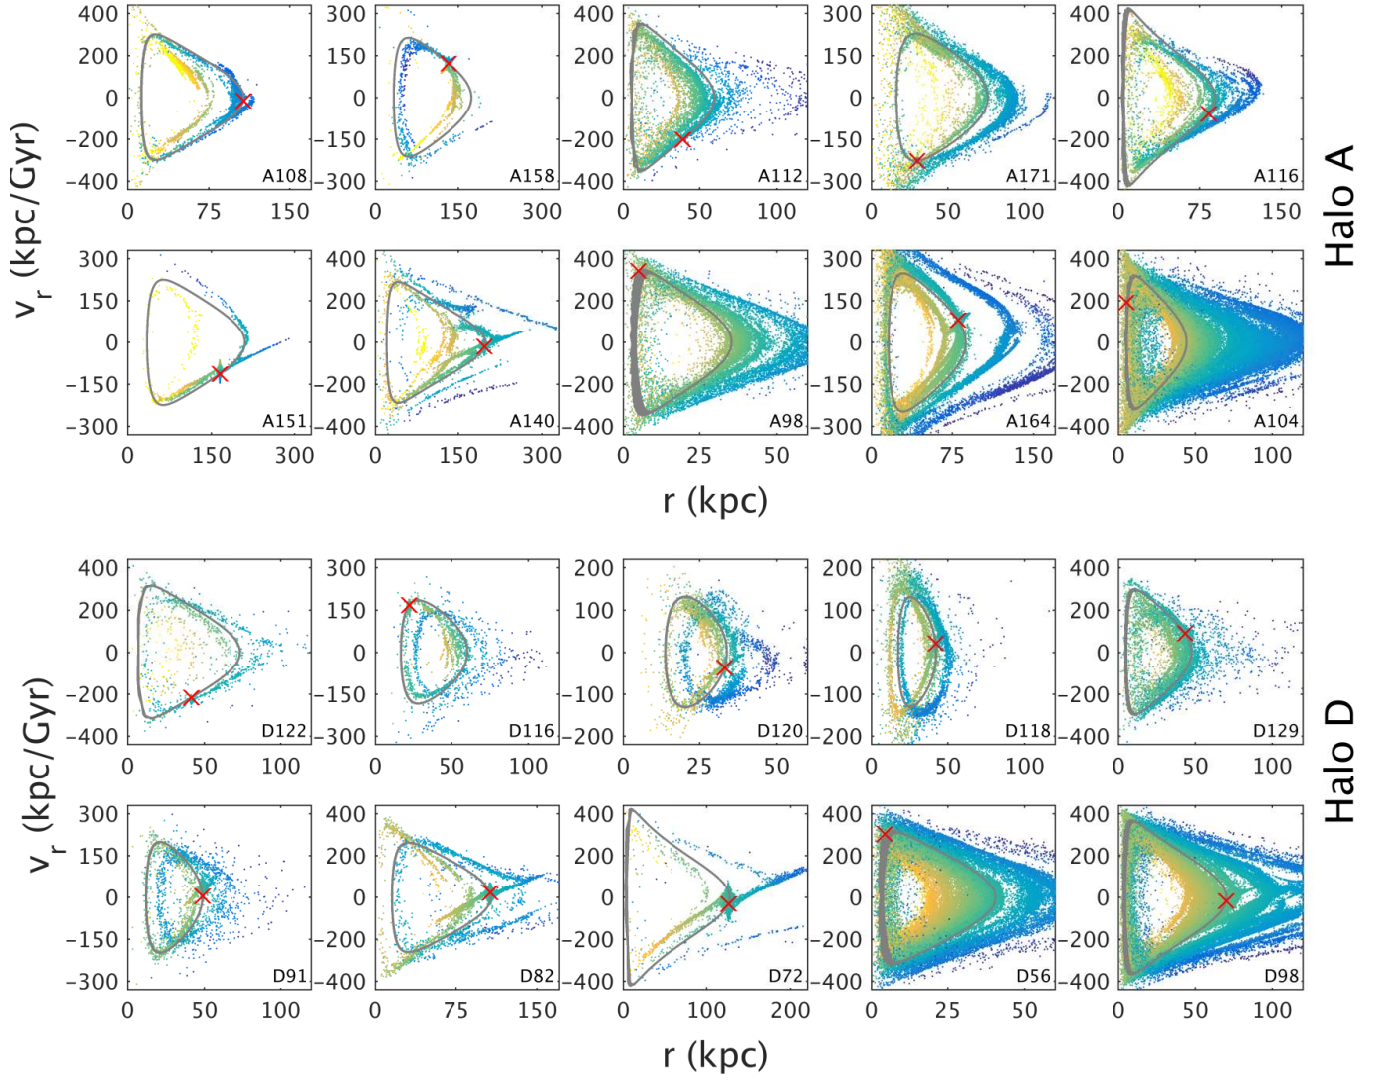 400 300 400 300 400
200 150 200 150 200
0 0 0 0 0
−200 −150 −200 −150 −200
−400 −300 −400 −300 −400
A108 A158 A112 A171 A116
0 75 150 0 150 300 0 50 100 0 50 100 150 0 75 150
300 400 400 300 400
150 200 200 150 200
0 0 0 0 0
−150 −200 −200 −150 −200
−300 −400 −400 −300 −400
A151 A140 A98 A164 A104
0 150 300 0 150 300 0 25 50 0 75 150 0 50 100
v_r (kpc/Gyr)
r (kpc)
Halo A
400 300 200 200 400
200 150 100 100 200
0 0 0 0 0
−200 −150 −100 −100 −200
−400 −300 −200 −200 −400
D122 D116 D120 D118 D129
0 50 100 0 50 100 0 25 50 0 50 100 0 50 100
300 400 400 400 400
150 200 200 200 200
0 0 0 0 0
−150 −200 −200 −200 −200
−300 −400 −400 −400 −400
D91 D82 D72 D56 D98
0 50 100 0 75 150 0 100 200 0 25 50 0 50 100
v_r (kpc/Gyr)
r (kpc)
Halo D